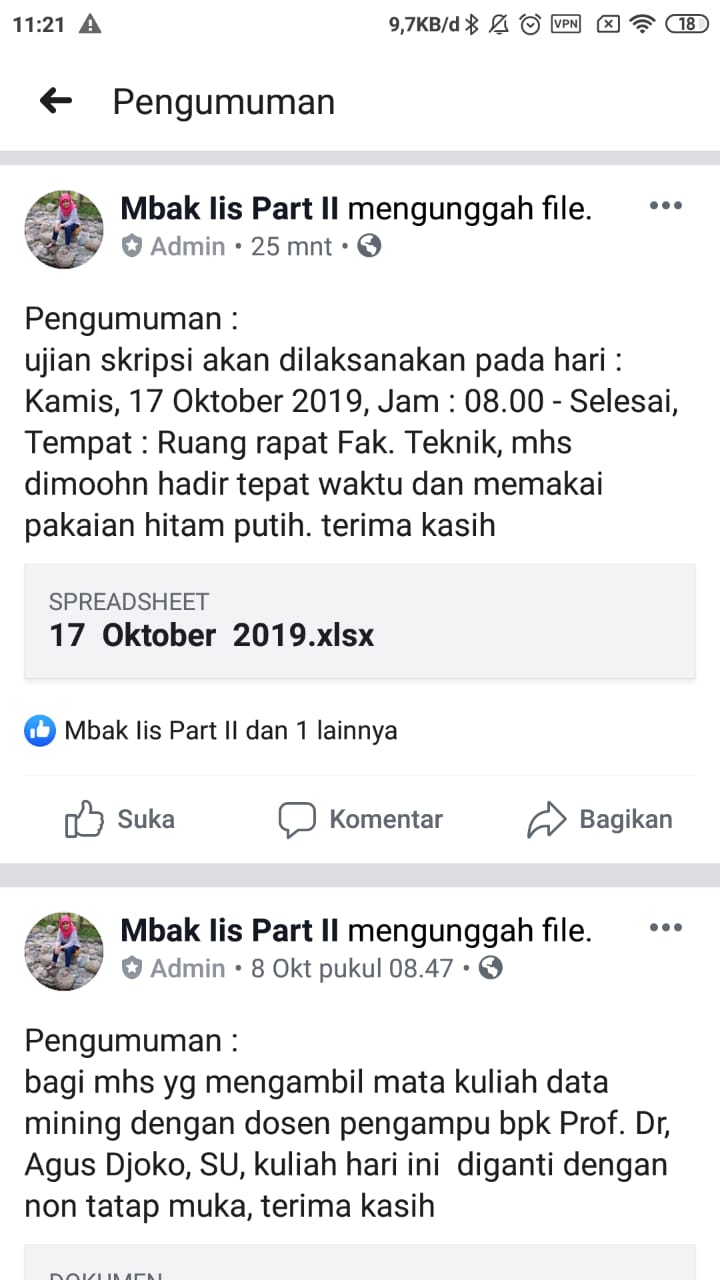 11:21 9,7KB/d VPN 18
Pengumuman
Mbak Iis Part II mengunggah file.
Admin • 25 mnt •
Pengumuman :
ujian skripsi akan dilaksanakan pada hari :
Kamis, 17 Oktober 2019, Jam : 08.00 - Selesai,
Tempat : Ruang rapat Fak. Teknik, mhs
dimoohn hadir tepat waktu dan memakai
pakaian hitam putih. terima kasih
SPREADSHEET
17 Oktober 2019.xlsx
Mbak Iis Part II dan 1 lainnya
Suka Komentar Bagikan
Mbak Iis Part II mengunggah file.
Admin • 8 Okt pukul 08.47 •
Pengumuman :
bagi mhs yg mengambil mata kuliah data
mining dengan dosen pengampu bpk Prof. Dr,
Agus Djoko, SU, kuliah hari ini diganti dengan
non tatap muka, terima kasih
DOKUMEN